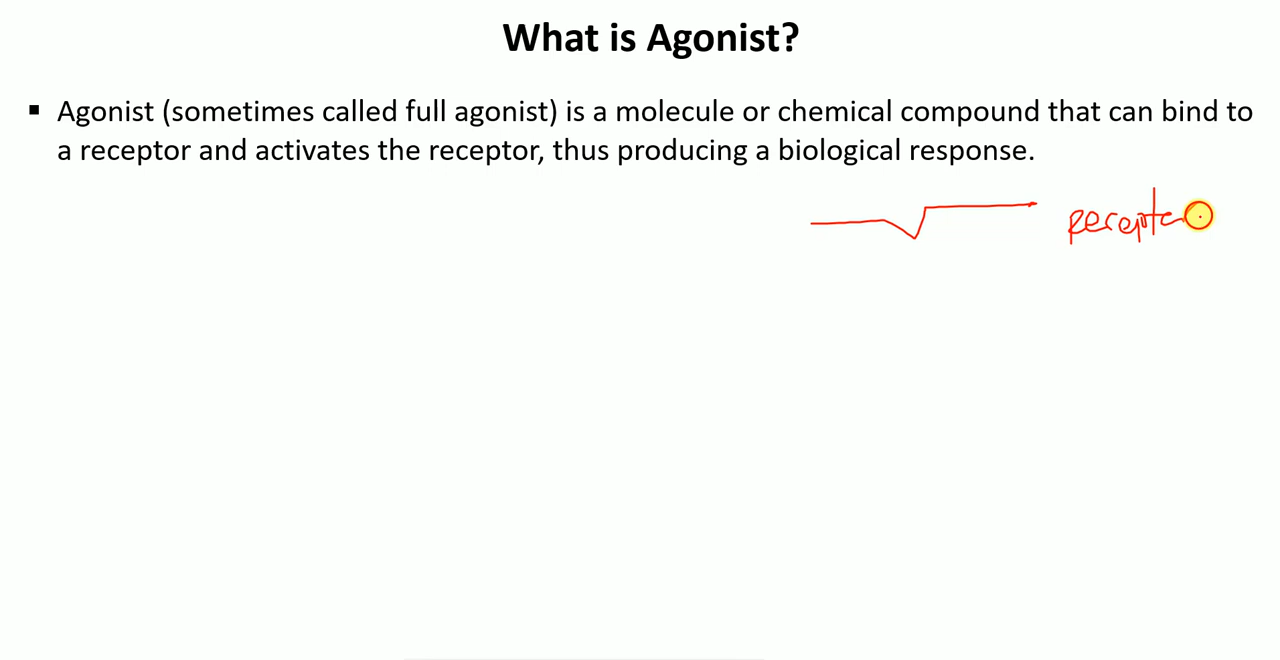 What is Agonist?
▪ Agonist (sometimes called full agonist) is a molecule or chemical compound that can bind to
a receptor and activates the receptor, thus producing a biological response.
recepto